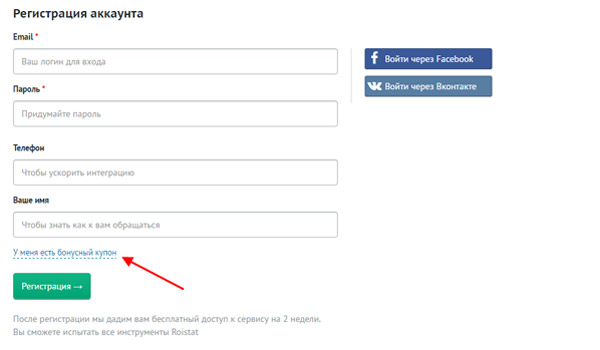 Регистрация аккаунта
Email *
Ваш логин для входа
Войти через Facebook
Войти через Вконтакте
Пароль *
Придумайте пароль
Телефон
Чтобы ускорить интеграцию
Ваше имя
Чтобы знать как к вам обращаться
У меня есть бонусный купон
Регистрация →
После регистрации мы дадим вам бесплатный доступ к сервису на 2 недели.
Вы сможете испытать все инструменты Roistat